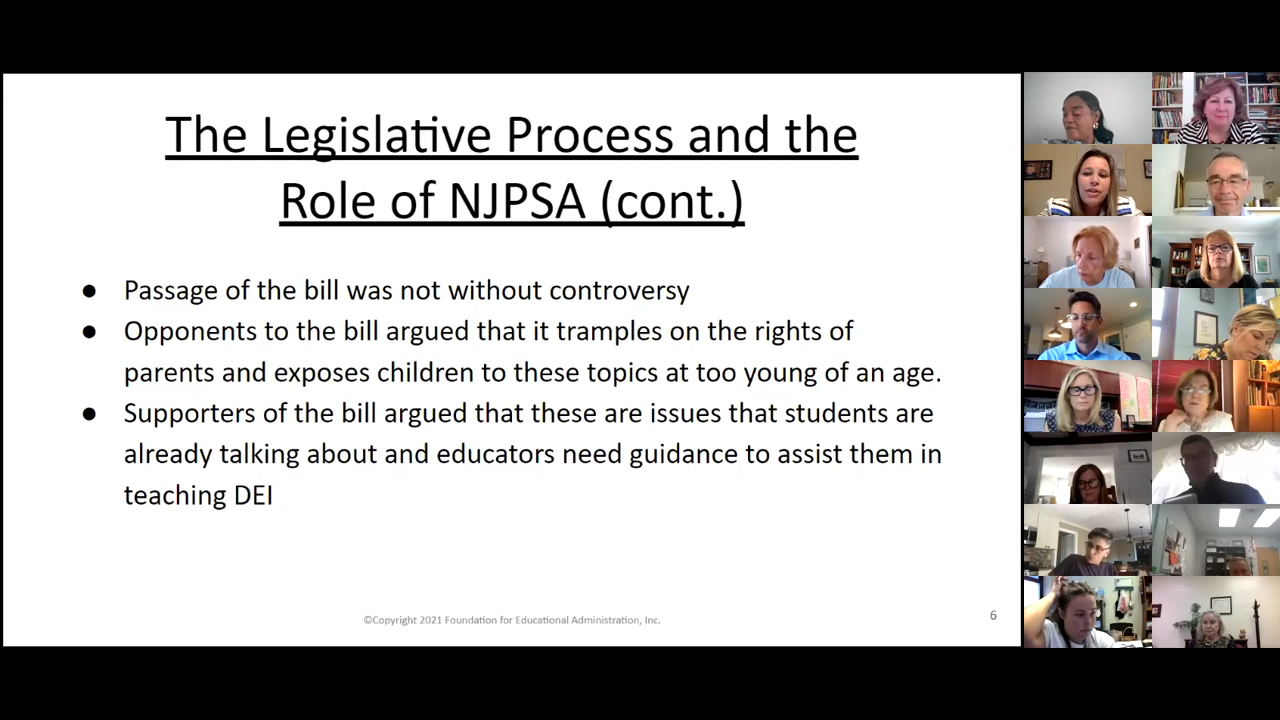 The Legislative Process and the
Role of NJPSA (cont.)
● Passage of the bill was not without controversy
● Opponents to the bill argued that it tramples on the rights of
parents and exposes children to these topics at too young of an age.
● Supporters of the bill argued that these are issues that students are
already talking about and educators need guidance to assist them in
teaching DEI
©Copyright 2021 Foundation for Educational Administration, Inc.
6